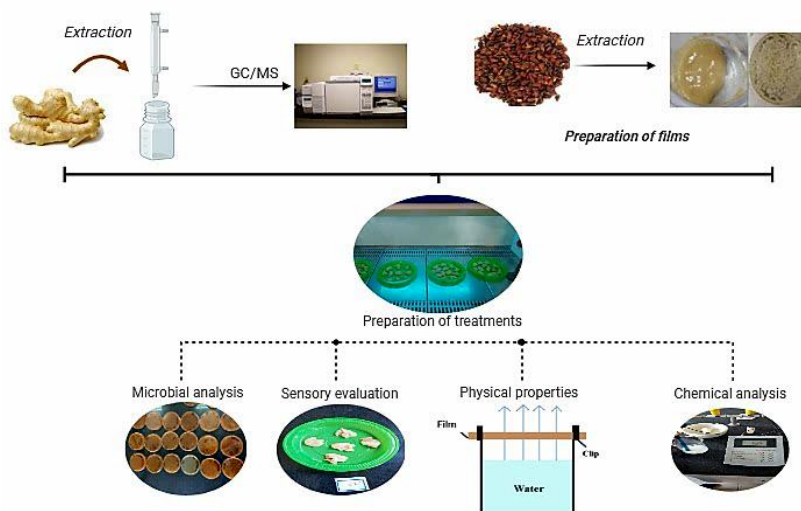 Extraction
GC/MS
Extraction
Preparation of films
Preparation of treatments
Microbial analysis
Sensory evaluation
Physical properties
Chemical analysis
Film
Clip
Water